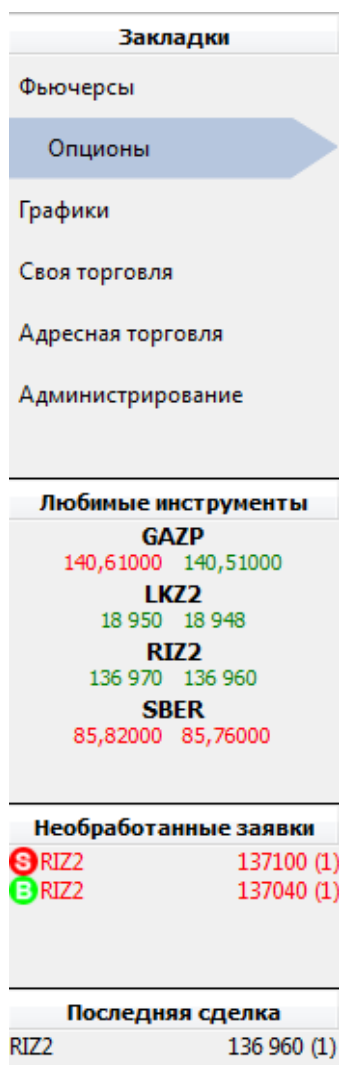 Закладки
Фьючерсы
Опционы
Графики
Своя торговля
Адресная торговля
Администрирование
Любимые инструменты
GAZP
140,61000 140,51000
LKZ2
18 950 18 948
RIZ2
136 970 136 960
SBER
85,82000 85,76000
Необработанные заявки
S RIZ2 137100 (1)
B RIZ2 137040 (1)
Последняя сделка
RIZ2 136 960 (1)